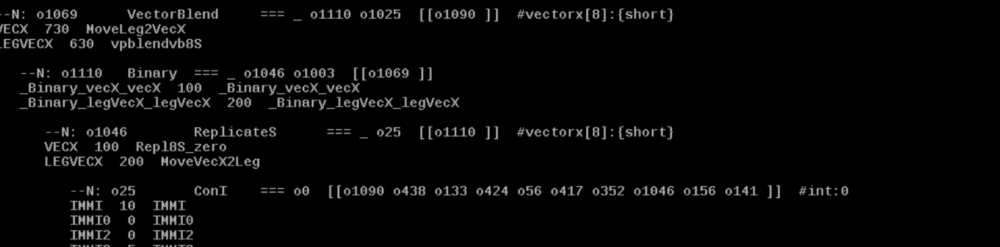 --N: o1069      VectorBlend     === _ o1110 o1025  [[o1090 ]]  #vectorx[8]:{short}
VECX  730  MoveLeg2VecX
LEGVECX  630  vpblendvb8S
--N: o1110   Binary  === _ o1046 o1003  [[o1069 ]]
_Binary_vecX_vecX  100  _Binary_vecX_vecX
_Binary_legVecX_legVecX  200  _Binary_legVecX_legVecX
--N: o1046        ReplicateS      === _ o25  [[o1110 ]]  #vectorx[8]:{short}
VECX  100  Repl8S_zero
LEGVECX  200  MoveVecX2Leg
--N: o25       ConI    === o0  [[o1090 o438 o133 o424 o56 o417 o352 o1046 o156 o141 ]]  #int:0
IMMI  10  IMMI
IMMI0  0  IMMI0
IMMI2  0  IMMI2